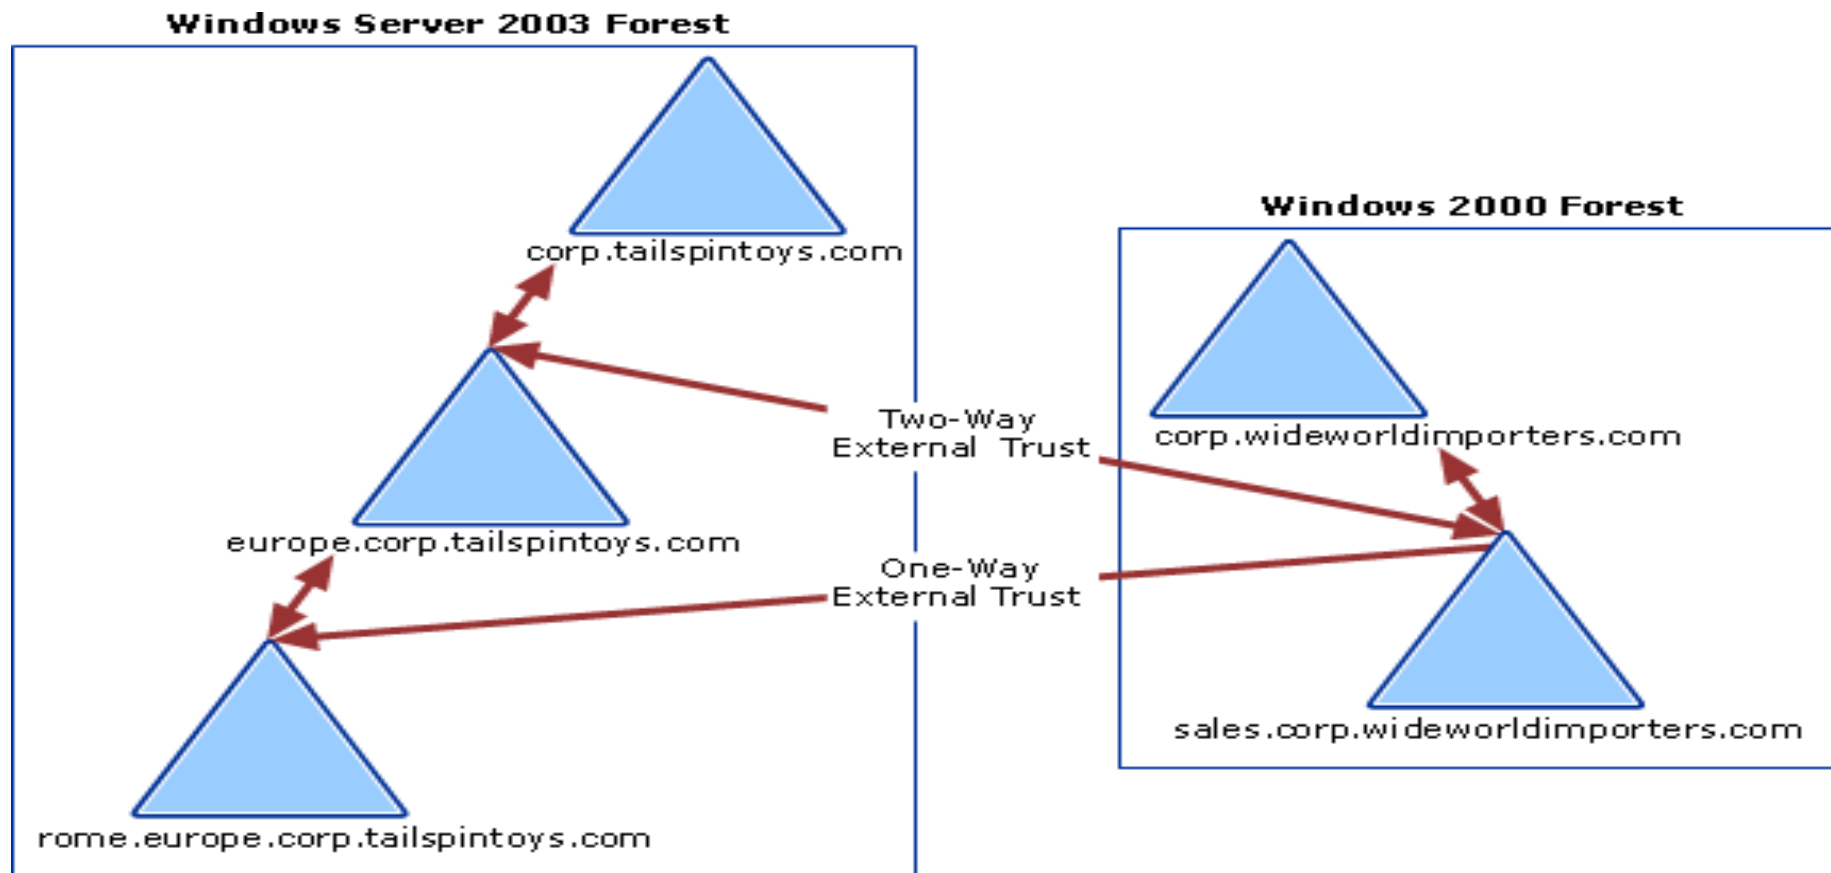 Windows Server 2003 Forest
corp.tailspintoys.com
Windows 2000 Forest
corp.wideworldimporters.com
Two-Way
External Trust
europe.corp.tailspintoys.com
One-Way
External Trust
sales.corp.wideworldimporters.com
rome.europe.corp.tailspintoys.com